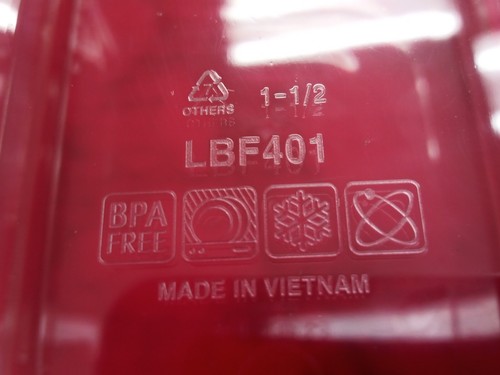 7
OTHERS
1-1/2
LBF401
BPA
FREE
MADE IN VIETNAM